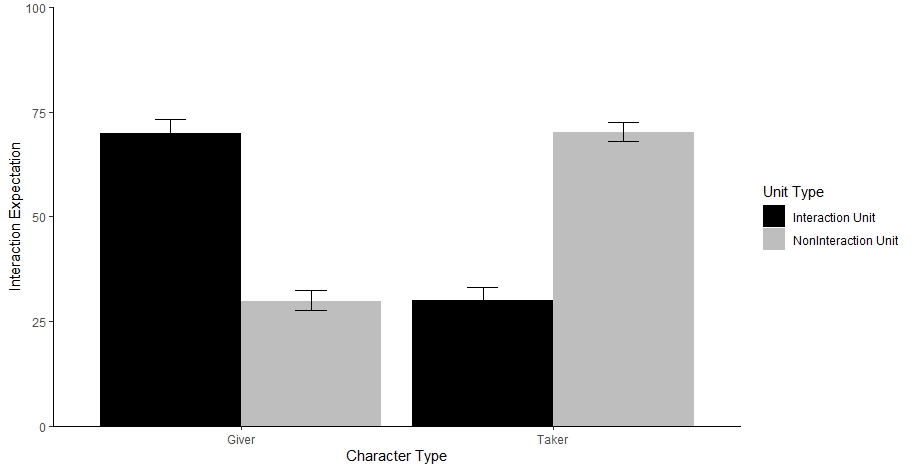 100
75
50
25
0
Interaction Expectation
Giver
Taker
Character Type
Unit Type
Interaction Unit
NonInteraction Unit